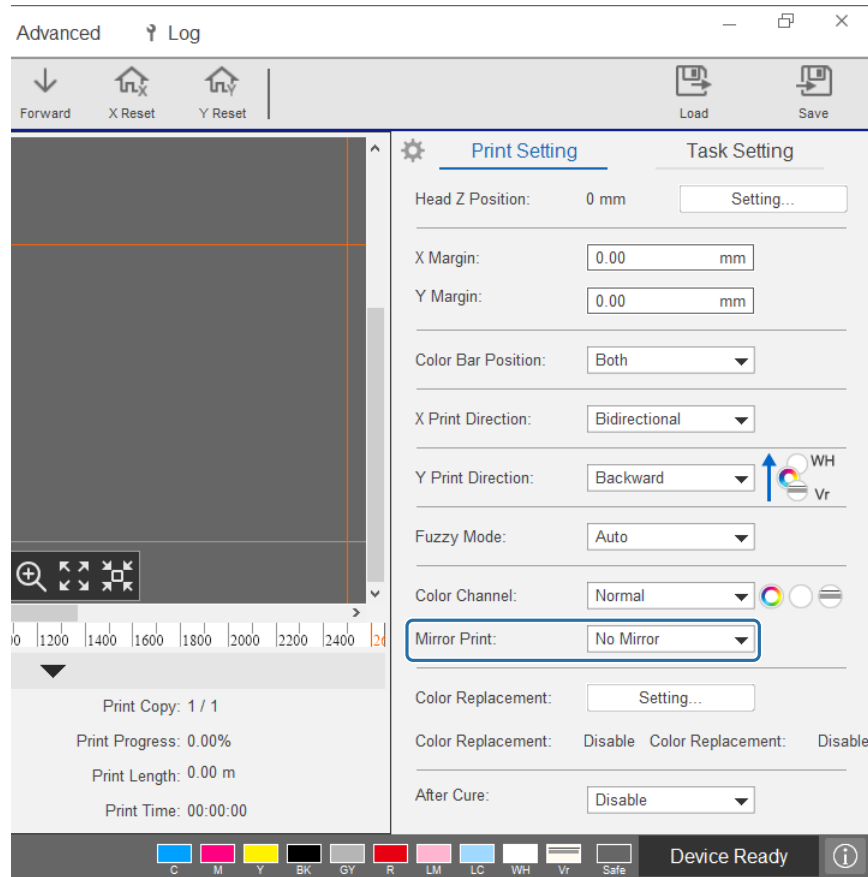 Advanced Log
Forward X Reset Y Reset Load Save
Print Setting Task Setting
Head Z Position: 0 mm Setting...
X Margin: 0.00 mm
Y Margin: 0.00 mm
Color Bar Position: Both
X Print Direction: Bidirectional
Y Print Direction: Backward WH
Vr
Fuzzy Mode: Auto
Color Channel: Normal
Mirror Print: No Mirror
1200 1400 1600 1800 2000 2200 2400
Color Replacement: Setting...
Color Replacement: Disable Color Replacement: Disable
After Cure: Disable
Print Copy: 1 / 1
Print Progress: 0.00%
Print Length: 0.00 m
Print Time: 00:00:00
C M Y BK GY R LM LC WH Vr Safe
Device Ready